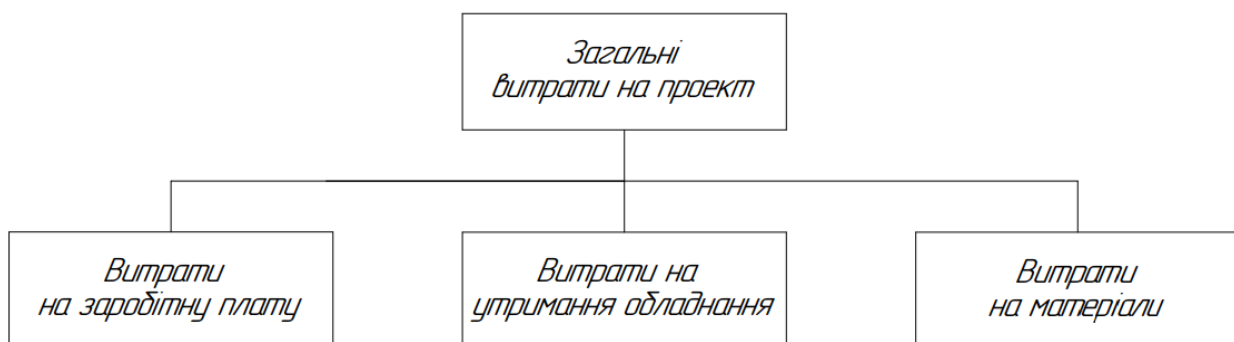 Загальні
витрати на проект
Витрати
на заробітну плату
Витрати на
утримання обладнання
Витрати
на матеріали